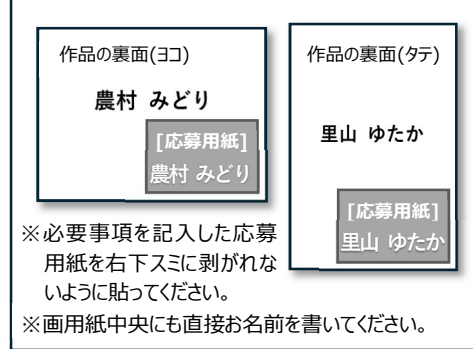 作品の裏面(ヨコ)
農村 みどり
[応募用紙]
農村 みどり
作品の裏面(タテ)
里山 ゆたか
[応募用紙]
里山 ゆたか
※必要事項を記入した応募
用紙を右下スミに剥がれな
いように貼ってください。
※画用紙中央にも直接お名前を書いてください。